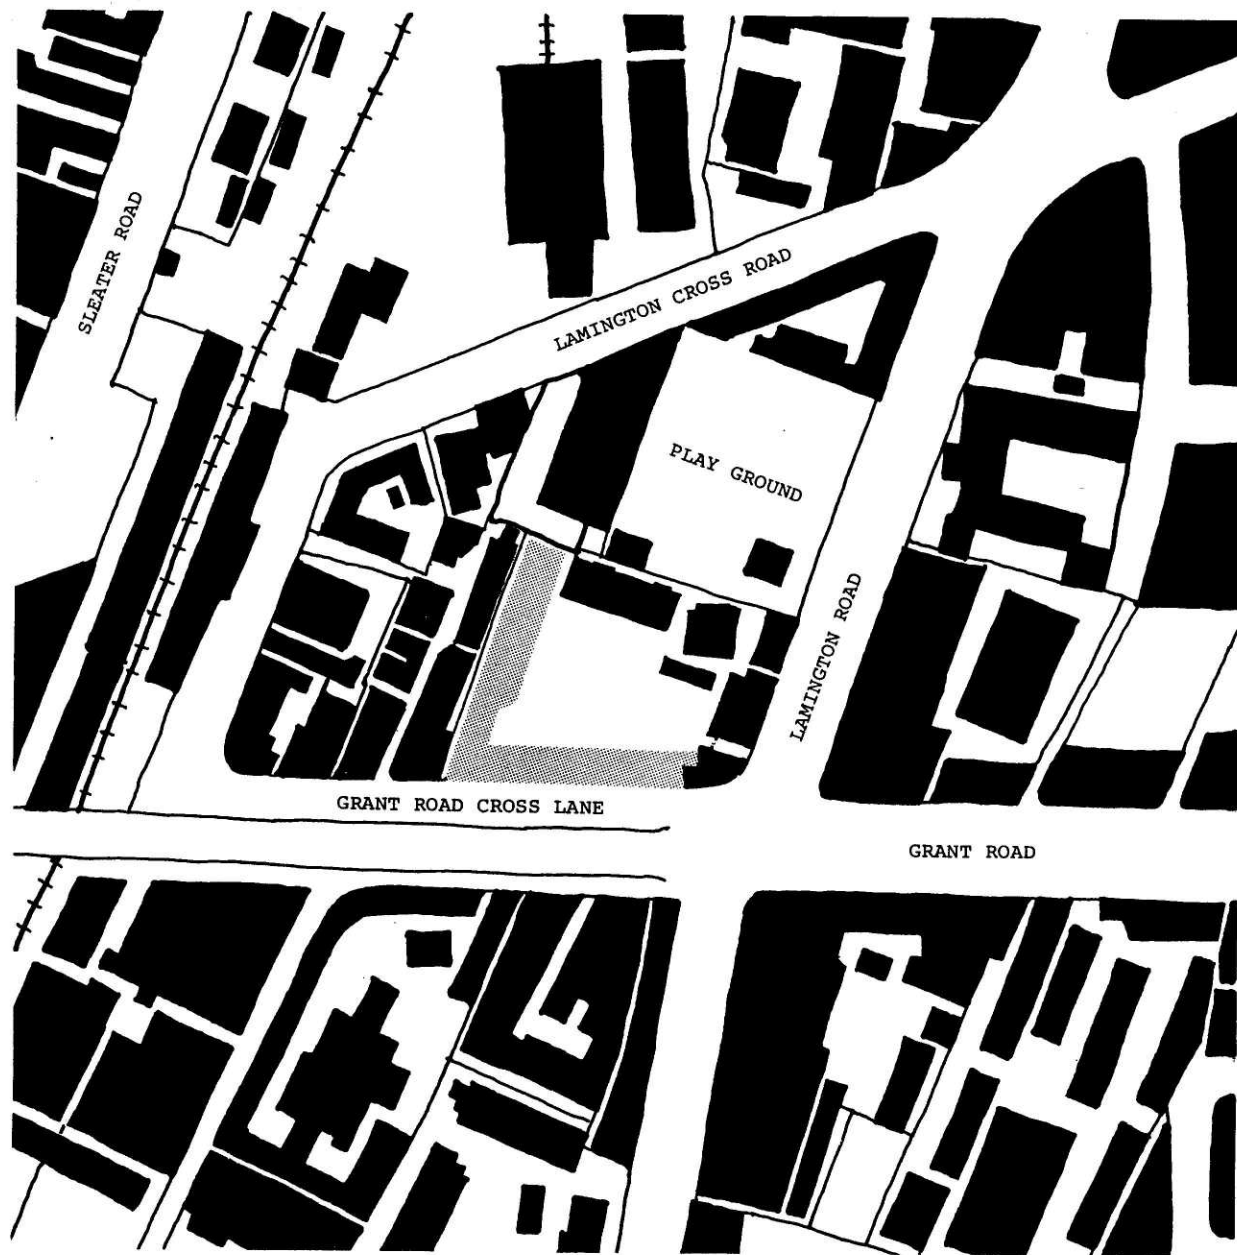 SLEATER ROAD
LAMINGTON CROSS ROAD
PLAY GROUND
LAMINGTON ROAD
GRANT ROAD CROSS LANE
GRANT ROAD